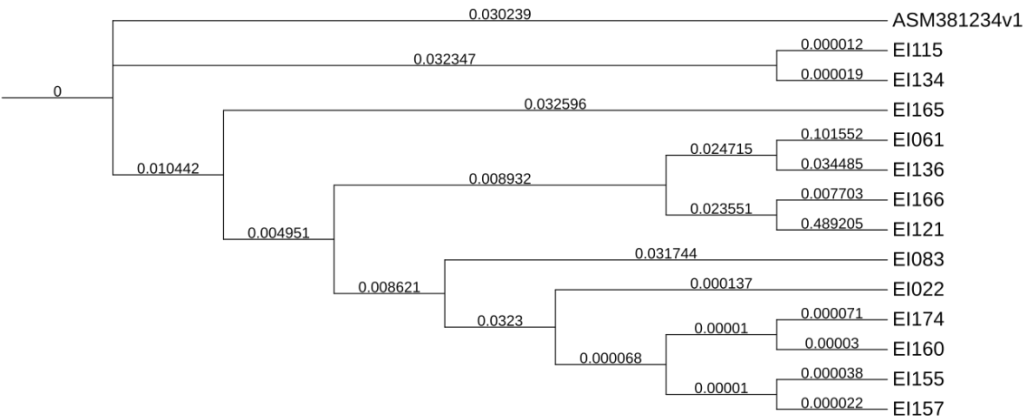 0.030239 ASM381234v1
0.000012 EI115
0.032347
0.000019 EI134
0
0.032596 EI165
0.101552 EI061
0.024715
0.034485 EI136
0.010442
0.008932
0.007703 EI166
0.023551
0.489205 EI121
0.004951
0.031744 EI083
0.008621
0.000137 EI022
0.000071 EI174
0.0323
0.00001
0.00003 EI160
0.000068
0.000038 EI155
0.00001
0.000022 EI157